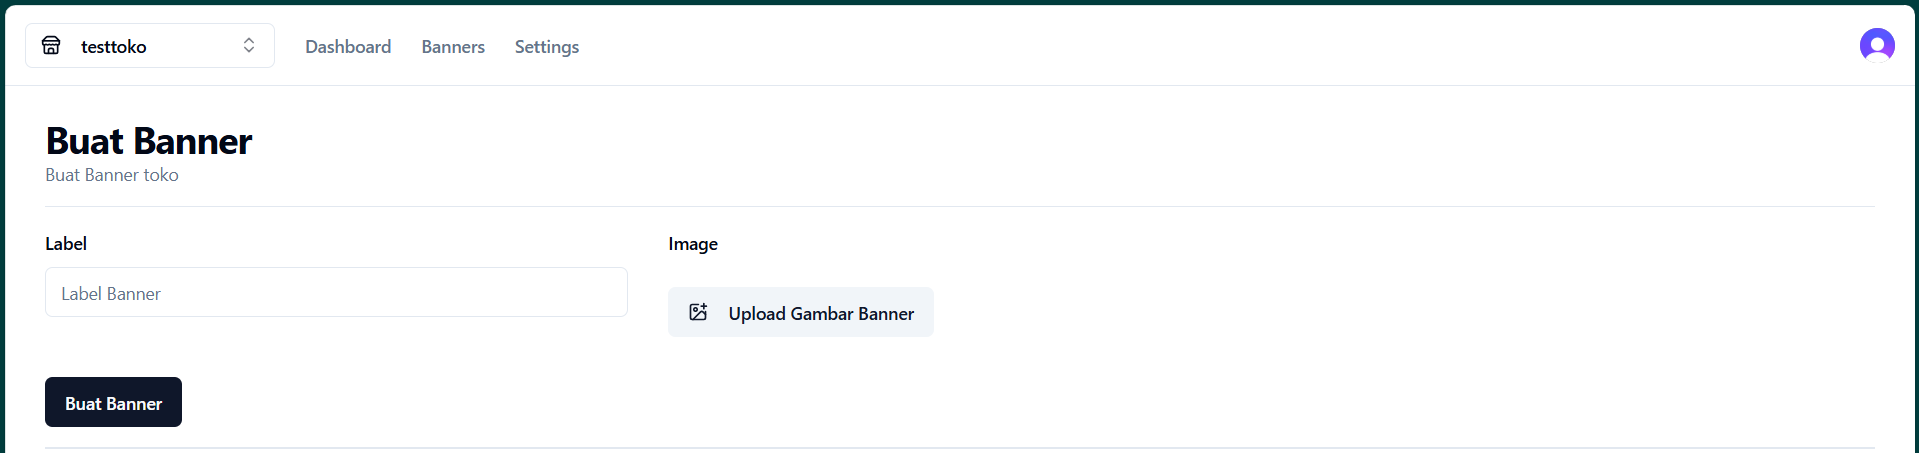 testtoko Dashboard Banners Settings
Buat Banner
Buat Banner toko
Label
Label Banner
Image
Upload Gambar Banner
Buat Banner